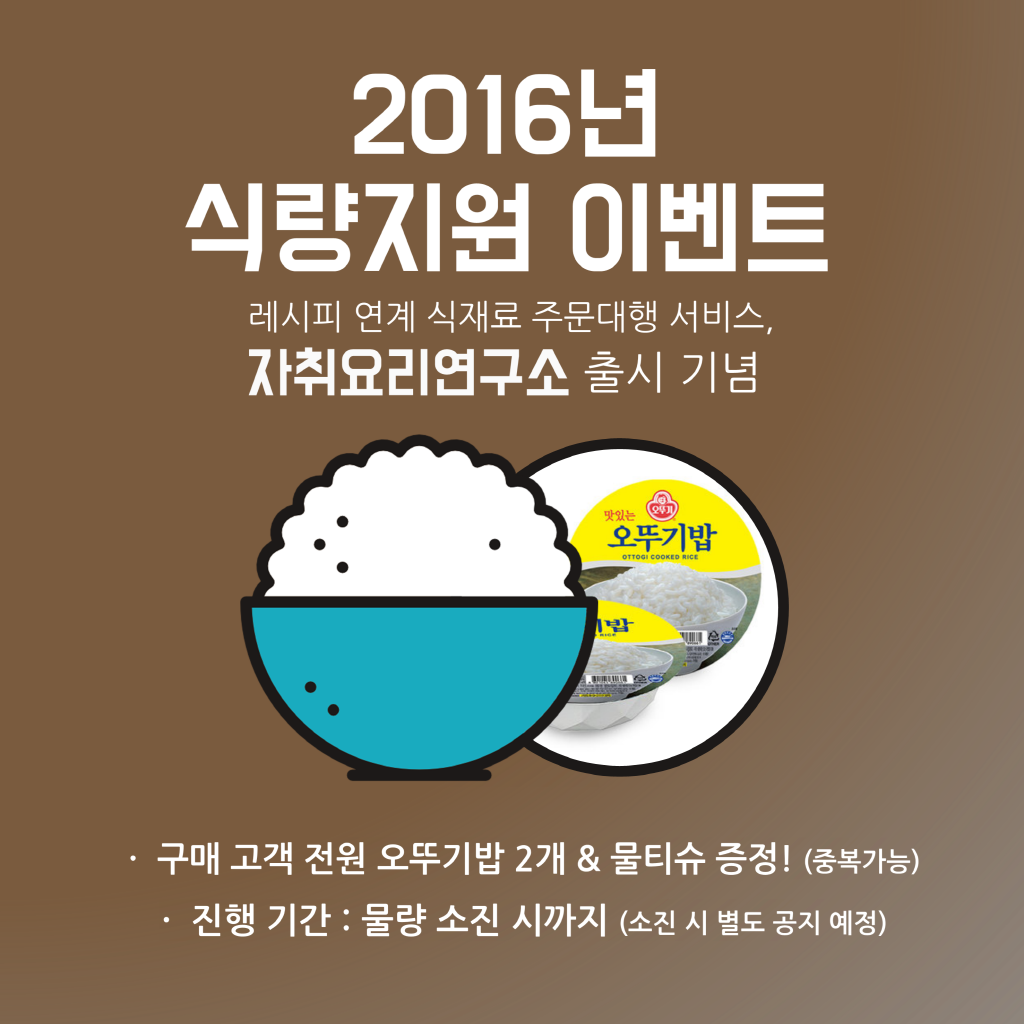 2016년
식량지원 이벤트
레시피 연계 식재료 주문대행 서비스,
자취요리연구소 출시 기념
맛있는 오뚜기
오뚜기밥
OTTOGI COOKED RICE
기밥
RICE
· 구매 고객 전원 오뚜기밥 2개 & 물티슈 증정! (중복가능)
· 진행 기간 : 물량 소진 시까지 (소진 시 별도 공지 예정)